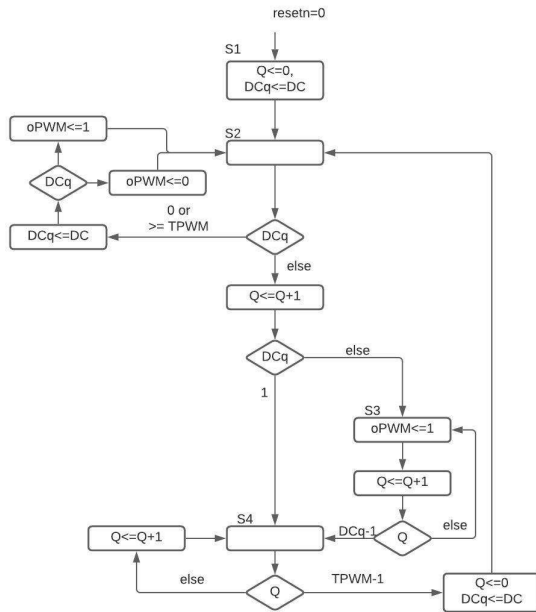 resetn=0
S1
Q<=0,
DCq<=DC
oPWM<=1
S2
DCq
oPWM<=0
0 or
>= TPWM
DCq<=DC
DCq
else
Q<=Q+1
DCq
else
1
S3
oPWM<=1
Q<=Q+1
S4
DCq-1
Q
else
Q<=Q+1
else
Q
TPWM-1
Q<=0
DCq<=DC